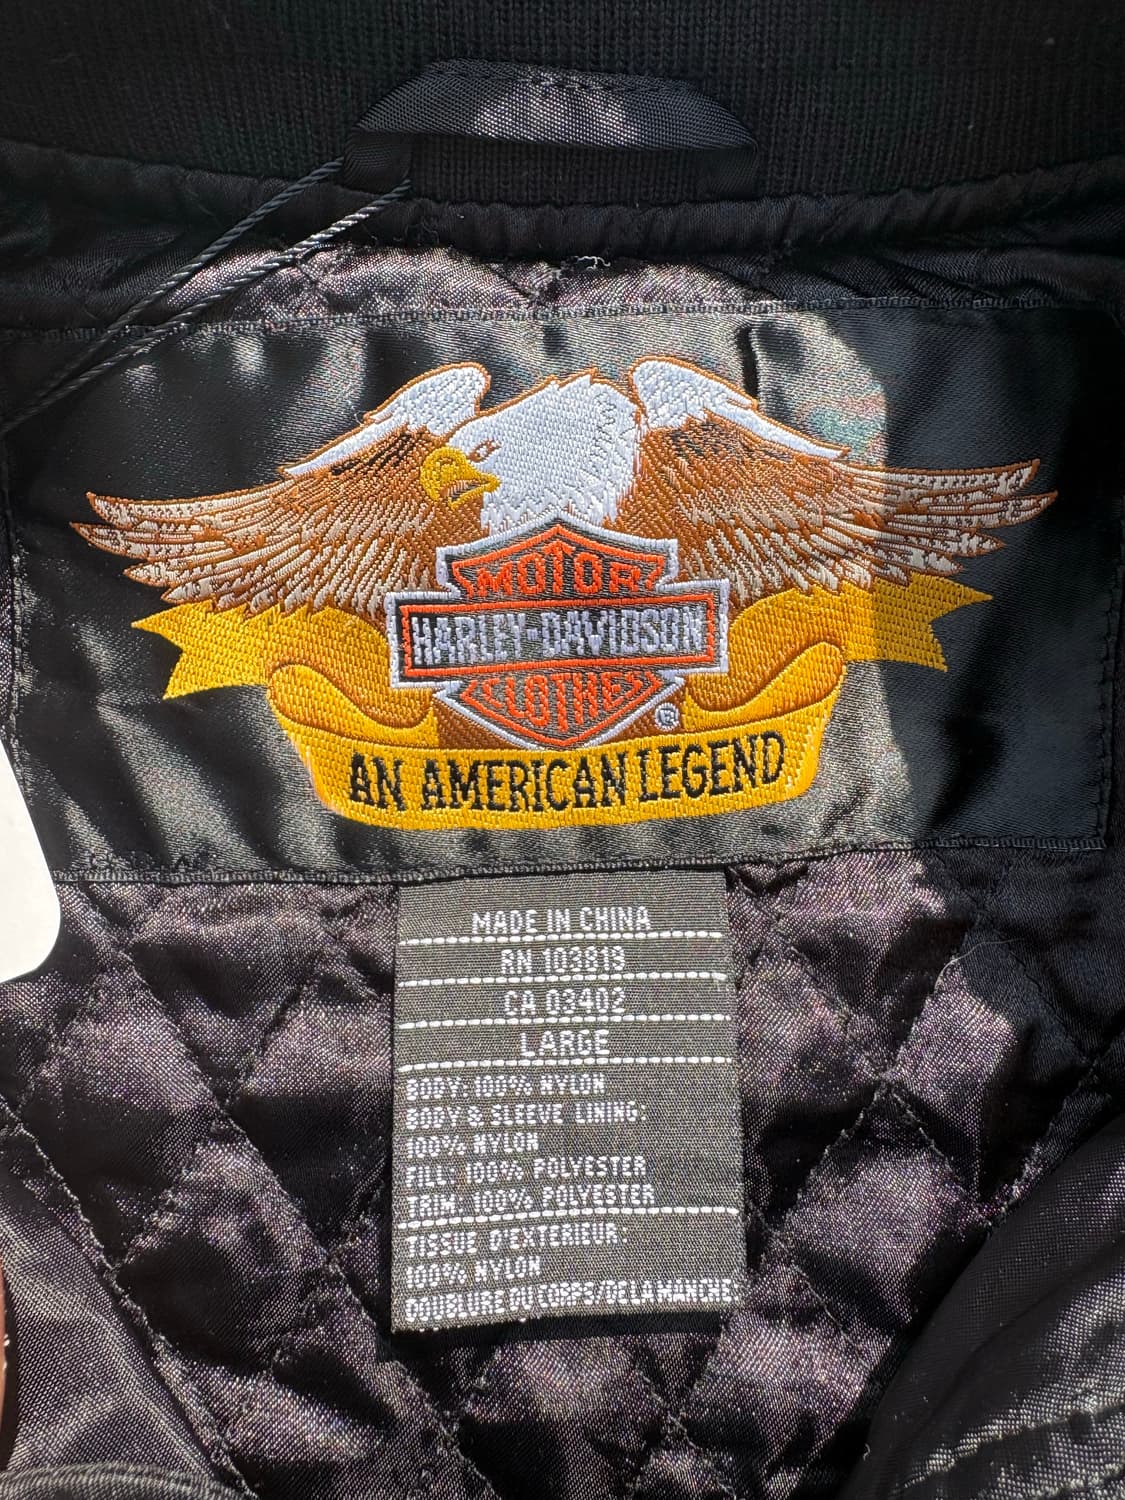 MOTOR
HARLEY-DAVIDSON
CLOTHES
®
AN AMERICAN LEGEND
MADE IN CHINA
RN 103819
CA 03402
LARGE
BODY: 100% NYLON
BODY & SLEEVE LINING:
100% NYLON
FILL: 100% POLYESTER
TRIM: 100% POLYESTER
TISSUE D'EXTERIEUR:
100% NYLON
DOUBLURE DU CORPS/DE LA MANCHE